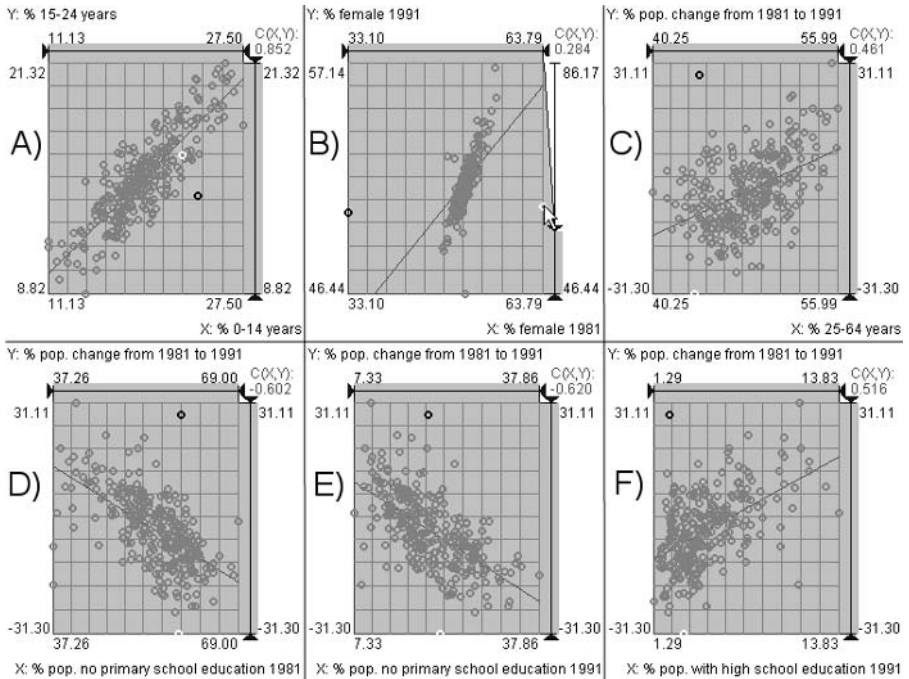 Y: % 15-24 years
11.13 27.50 C(X,Y): 0.852
21.32 21.32
A)
8.82 8.82
11.13 27.50
X: % 0-14 years
Y: % female 1991
33.10 63.79 C(X,Y): 0.284
57.14 86.17
B)
46.44 46.44
33.10 63.79
X: % female 1981
Y: % pop. change from 1981 to 1991
40.25 55.99 C(X,Y): 0.461
31.11 31.11
C)
-31.30 -31.30
40.25 55.99
X: % 25-64 years
Y: % pop. change from 1981 to 1991
37.26 69.00 C(X,Y): -0.602
31.11 31.11
D)
-31.30 -31.30
37.26 69.00
X: % pop. no primary school education 1981
Y: % pop. change from 1981 to 1991
7.33 37.86 C(X,Y): -0.620
31.11 31.11
E)
-31.30 -31.30
7.33 37.86
X: % pop. no primary school education 1991
Y: % pop. change from 1981 to 1991
1.29 13.83 C(X,Y): 0.516
31.11 31.11
F)
-31.30 -31.30
1.29 13.83
X: % pop. with high school education 1991